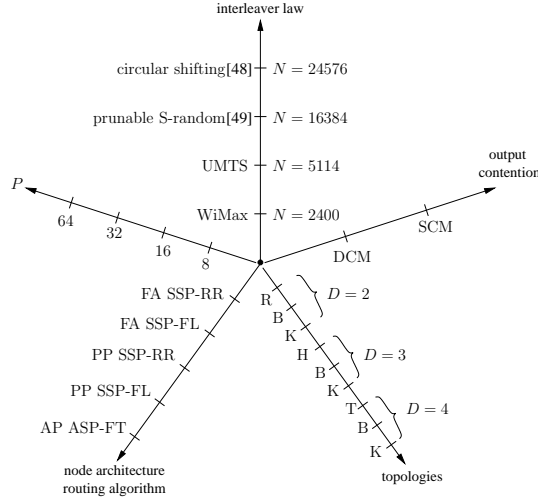 interleaver law
circular shifting[48] N = 24576
prunable S-random[49] N = 16384
UMTS N = 5114
WiMax N = 2400
output
contention
SCM
DCM
P
64
32
16
8
FA SSP-RR
FA SSP-FL
PP SSP-RR
PP SSP-FL
AP ASP-FT
node architecture
routing algorithm
R
B
K
D = 2
H
B
K
D = 3
T
B
K
D = 4
topologies